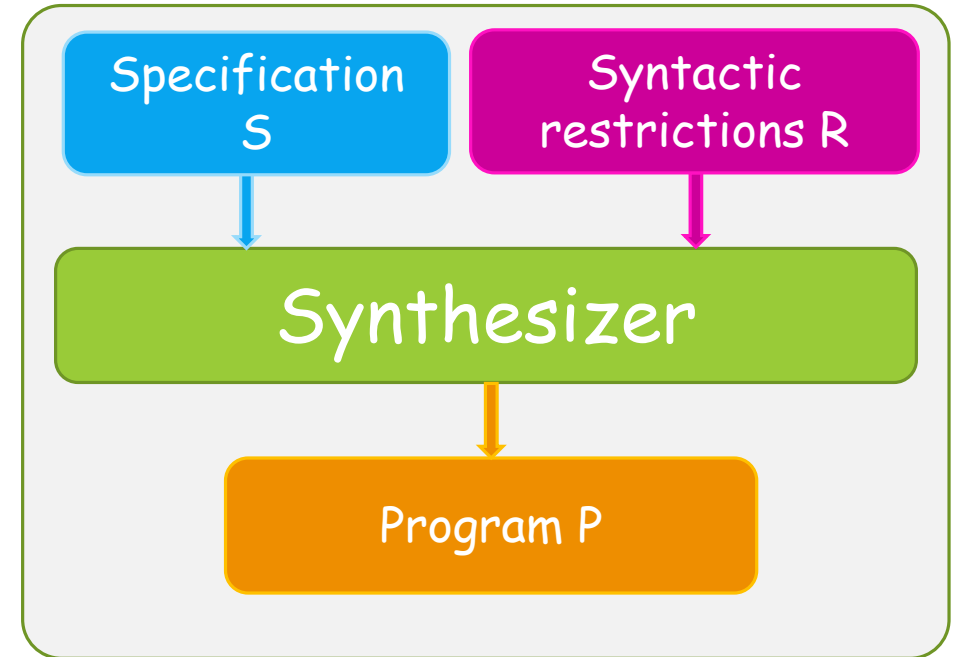 Specification
S
Syntactic
restrictions R
Synthesizer
Program P